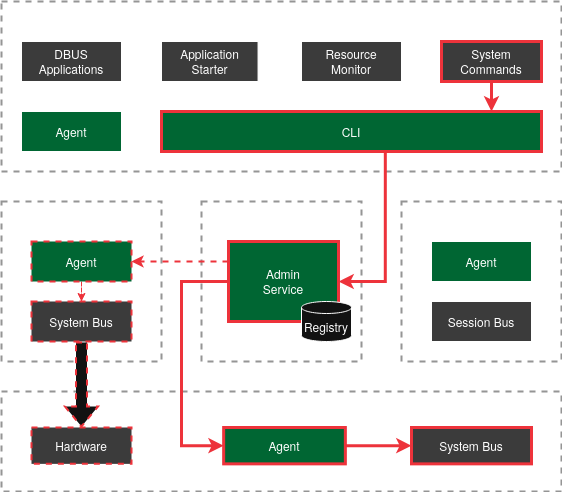 DBUS
Applications
Application
Starter
Resource
Monitor
System
Commands
Agent
CLI
Agent
Admin
Service
Agent
System Bus
Registry
Session Bus
Hardware
Agent
System Bus